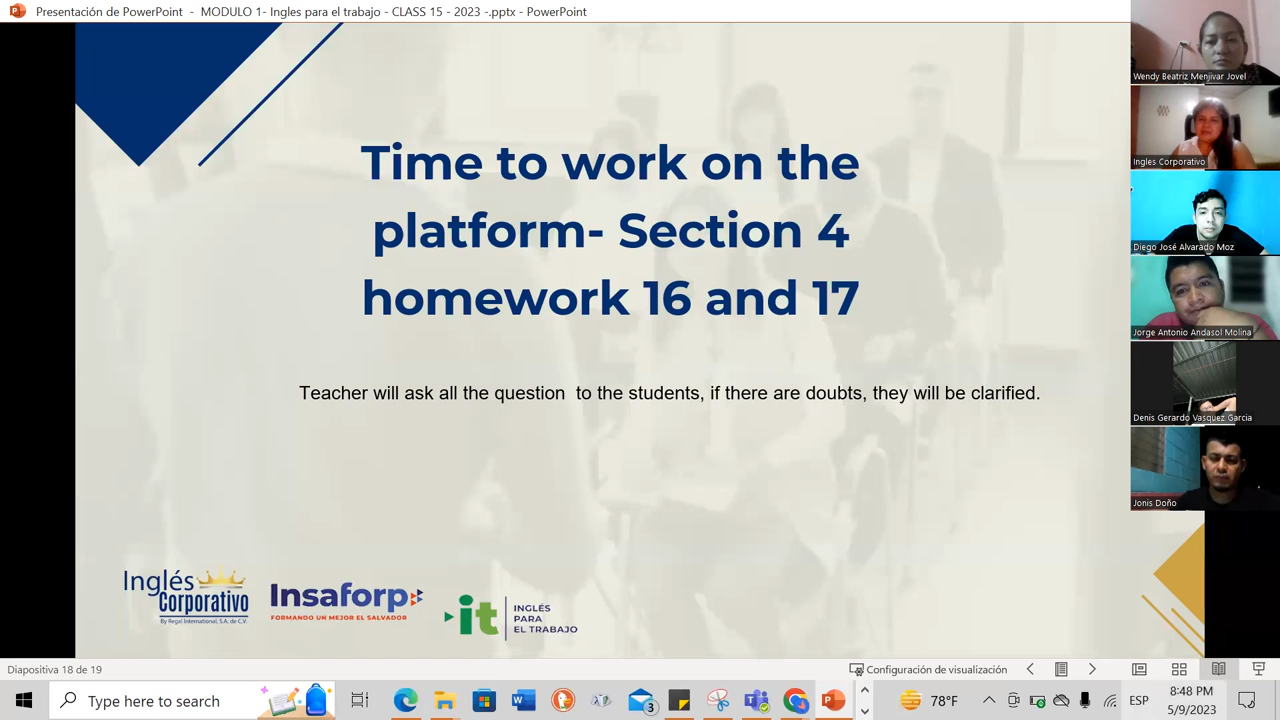 Presentación de PowerPoint - MODULO 1- Ingles para el trabajo - CLASS 15 - 2023 -.pptx - PowerPoint
Time to work on the
platform- Section 4
homework 16 and 17
Teacher will ask all the question  to the students, if there are doubts, they will be clarified.
Inglés
Corporativo
By Regal International, S.A. de C.V.
Insaforp
FORMANDO UN MEJOR EL SALVADOR
it
INGLÉS
PARA
EL TRABAJO
Wendy Beatriz Menjivar Jovel
Ingles Corporativo
Diego José Alvarado Moz
Jorge Antonio Andasol Molina
Denis Gerardo Vasquez Garcia
Jonis Doño
Diapositiva 18 de 19
Configuración de visualización
Type here to search
3
78°F
ESP
8:48 PM
5/9/2023